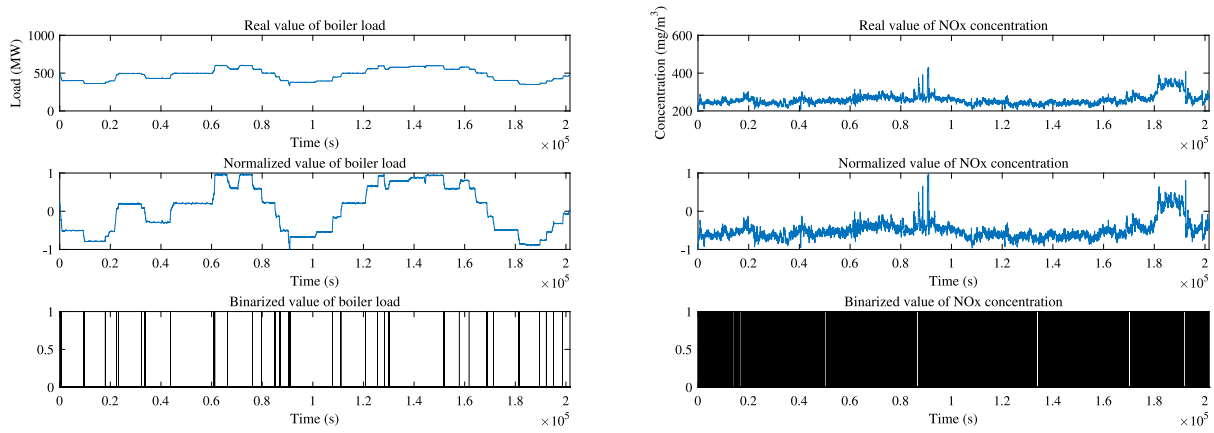 Real value of boiler load
Load (MW)
1000
500
0
0 0.2 0.4 0.6 0.8 1 1.2 1.4 1.6 1.8 2
Time (s)
×10^5
Normalized value of boiler load
1
0
-1
0 0.2 0.4 0.6 0.8 1 1.2 1.4 1.6 1.8 2
Time (s)
×10^5
Binarized value of boiler load
1
0.5
0
0 0.2 0.4 0.6 0.8 1 1.2 1.4 1.6 1.8 2
Time (s)
×10^5
Real value of NOx concentration
Concentration (mg/m^3)
600
400
200
0 0.2 0.4 0.6 0.8 1 1.2 1.4 1.6 1.8 2
Time (s)
×10^5
Normalized value of NOx concentration
1
0
-1
0 0.2 0.4 0.6 0.8 1 1.2 1.4 1.6 1.8 2
Time (s)
×10^5
Binarized value of NOx concentration
1
0.5
0
0 0.2 0.4 0.6 0.8 1 1.2 1.4 1.6 1.8 2
Time (s)
×10^5